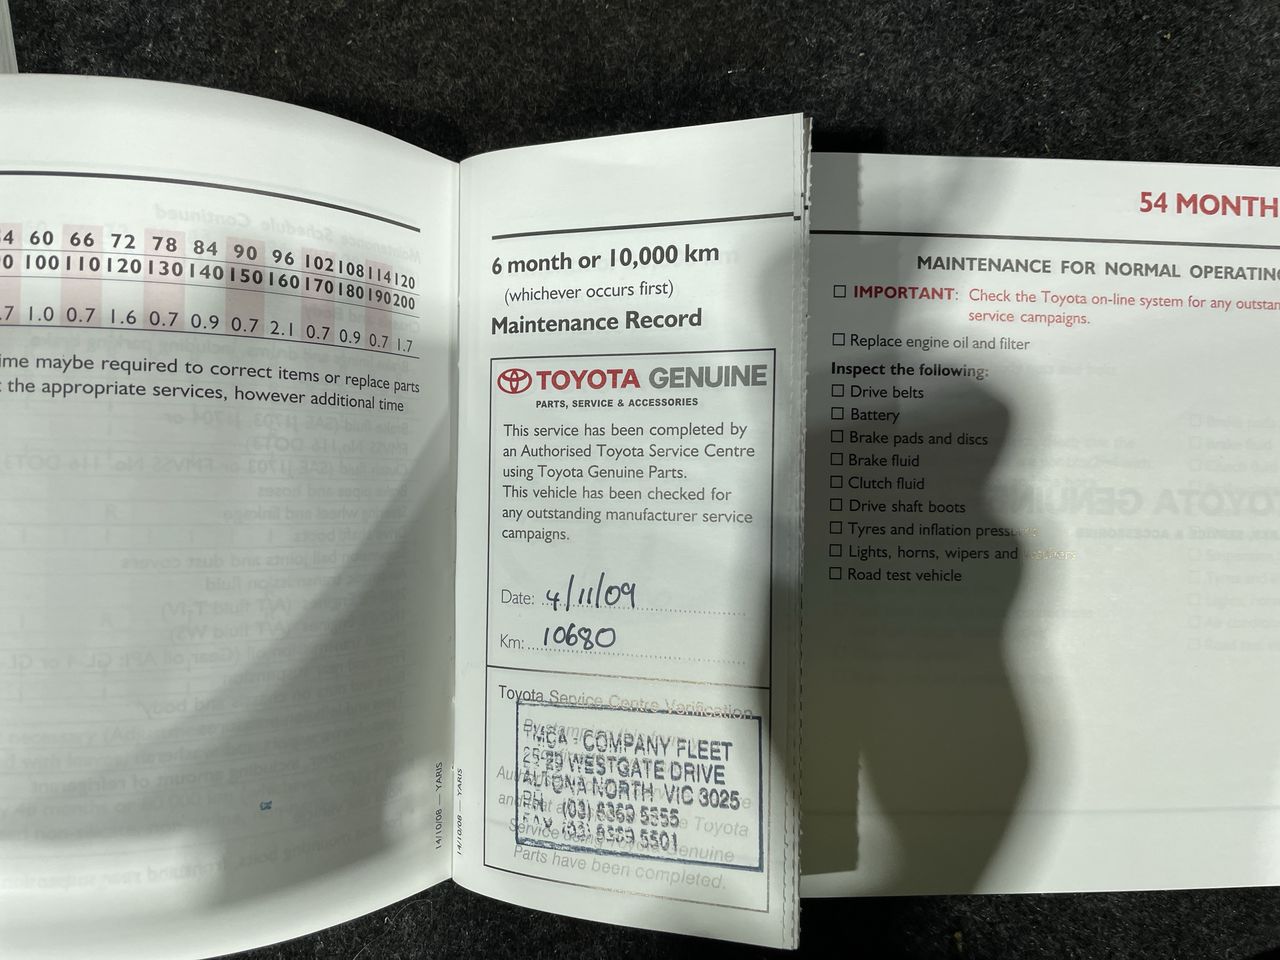 60 66 72 78 84 90 96 102 108 114 120
100 110 120 130 140 150 160 170 180 190 200
1.0 0.7 1.6 0.7 0.9 0.7 2.1 0.7 0.9 0.7 1.7
maybe required to correct items or replace parts
the appropriate services, however additional time
14/10/08 — YARIS
14/10/08 — YARIS
6 month or 10,000 km
(whichever occurs first)
Maintenance Record
TOYOTA GENUINE
PARTS, SERVICE & ACCESSORIES
This service has been completed by
an Authorised Toyota Service Centre
using Toyota Genuine Parts.
This vehicle has been checked for
any outstanding manufacturer service
campaigns.
Date: 4/11/09
Km: 10680
Toyota Service Centre Verification
TMCA - COMPANY FLEET
25-29 WESTGATE DRIVE
ALTONA NORTH VIC 3025
PH (03) 8369 5555
FAX (03) 8369 5501
Toyota
Service Genuine
Parts have been completed.
54 MONTH
MAINTENANCE FOR NORMAL OPERATING
IMPORTANT: Check the Toyota on-line system for any
service campaigns.
Replace engine oil and filter
Inspect the following:
Drive belts
Battery
Brake pads and discs
Brake fluid
Clutch fluid
Drive shaft boots
Tyres and inflation pressures
Lights, horns, wipers and washers
Road test vehicle